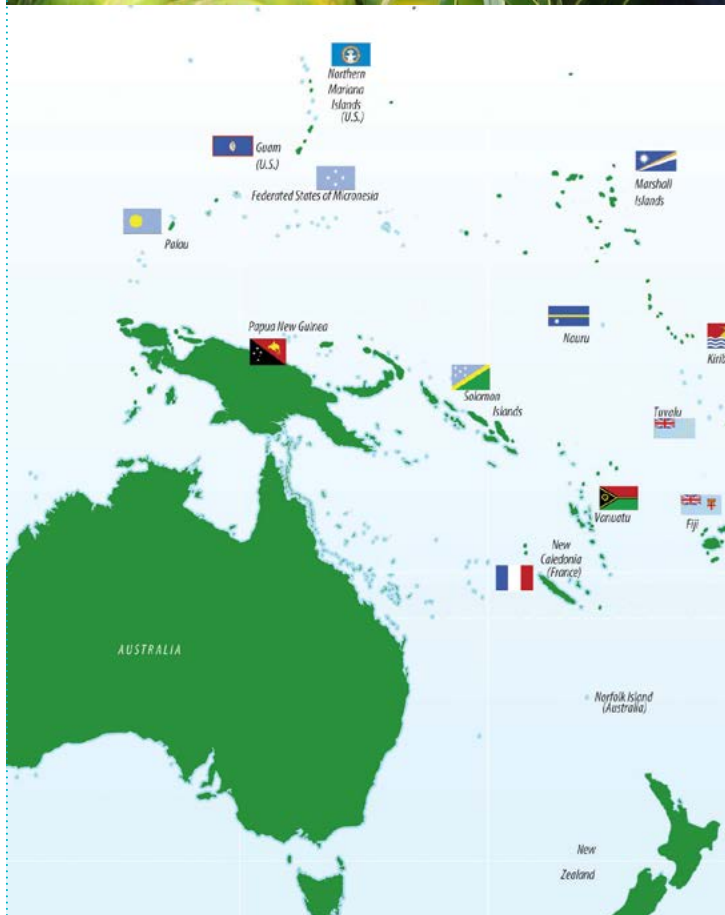 Northern
Mariana
Islands
(U.S.)
Guam
(U.S.)
Federated States of Micronesia
Marshall
Islands
Palau
Papua New Guinea
Nauru
Solomon
Islands
Tuvalu
Vanuatu
Fiji
New
Caledonia
(France)
AUSTRALIA
Norfolk Island
(Australia)
New
Zealand